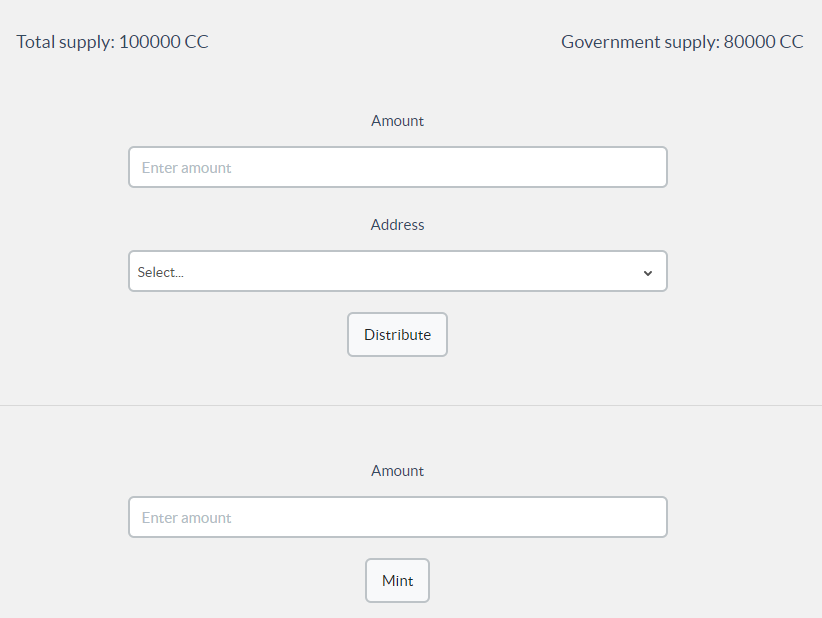 Total supply: 100000 CC
Government supply: 80000 CC
Amount
Enter amount
Address
Select...
Distribute
Amount
Enter amount
Mint